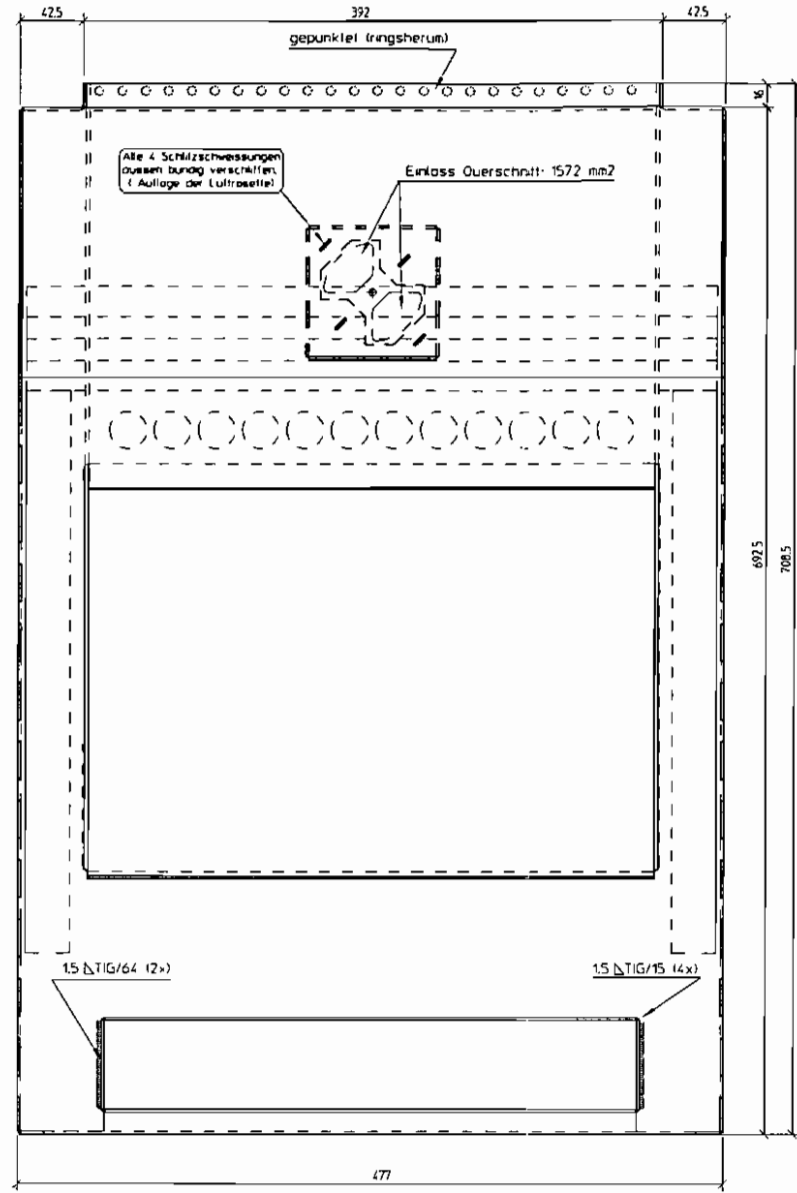 42.5 392 42.5
gepunktet (ringsherum)
16
Alle 4 Schlitzschweissungen
aussen bündig verschliffen.
( Auflage der Luftrosette)
Einlass Querschnitt: 1572 mm2
692.5
708.5
1.5 TIG/64 (2x)
1.5 TIG/15 (4x)
477